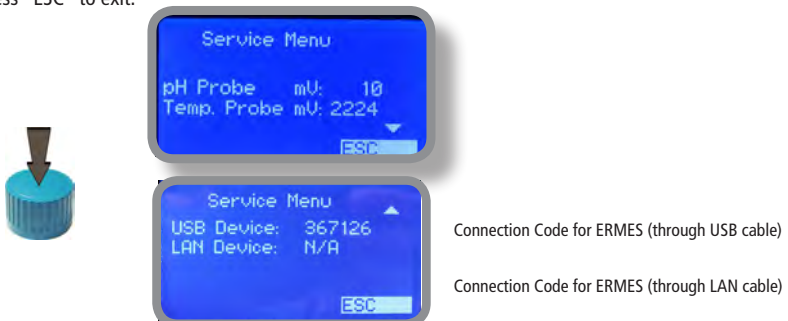 "ESC" to exit.
Service Menu
pH Probe mV: 10
Temp. Probe mV: 2224
ESC
Service Menu
USB Device: 367126
LAN Device: N/A
ESC
Connection Code for ERMES (through USB cable)
Connection Code for ERMES (through LAN cable)